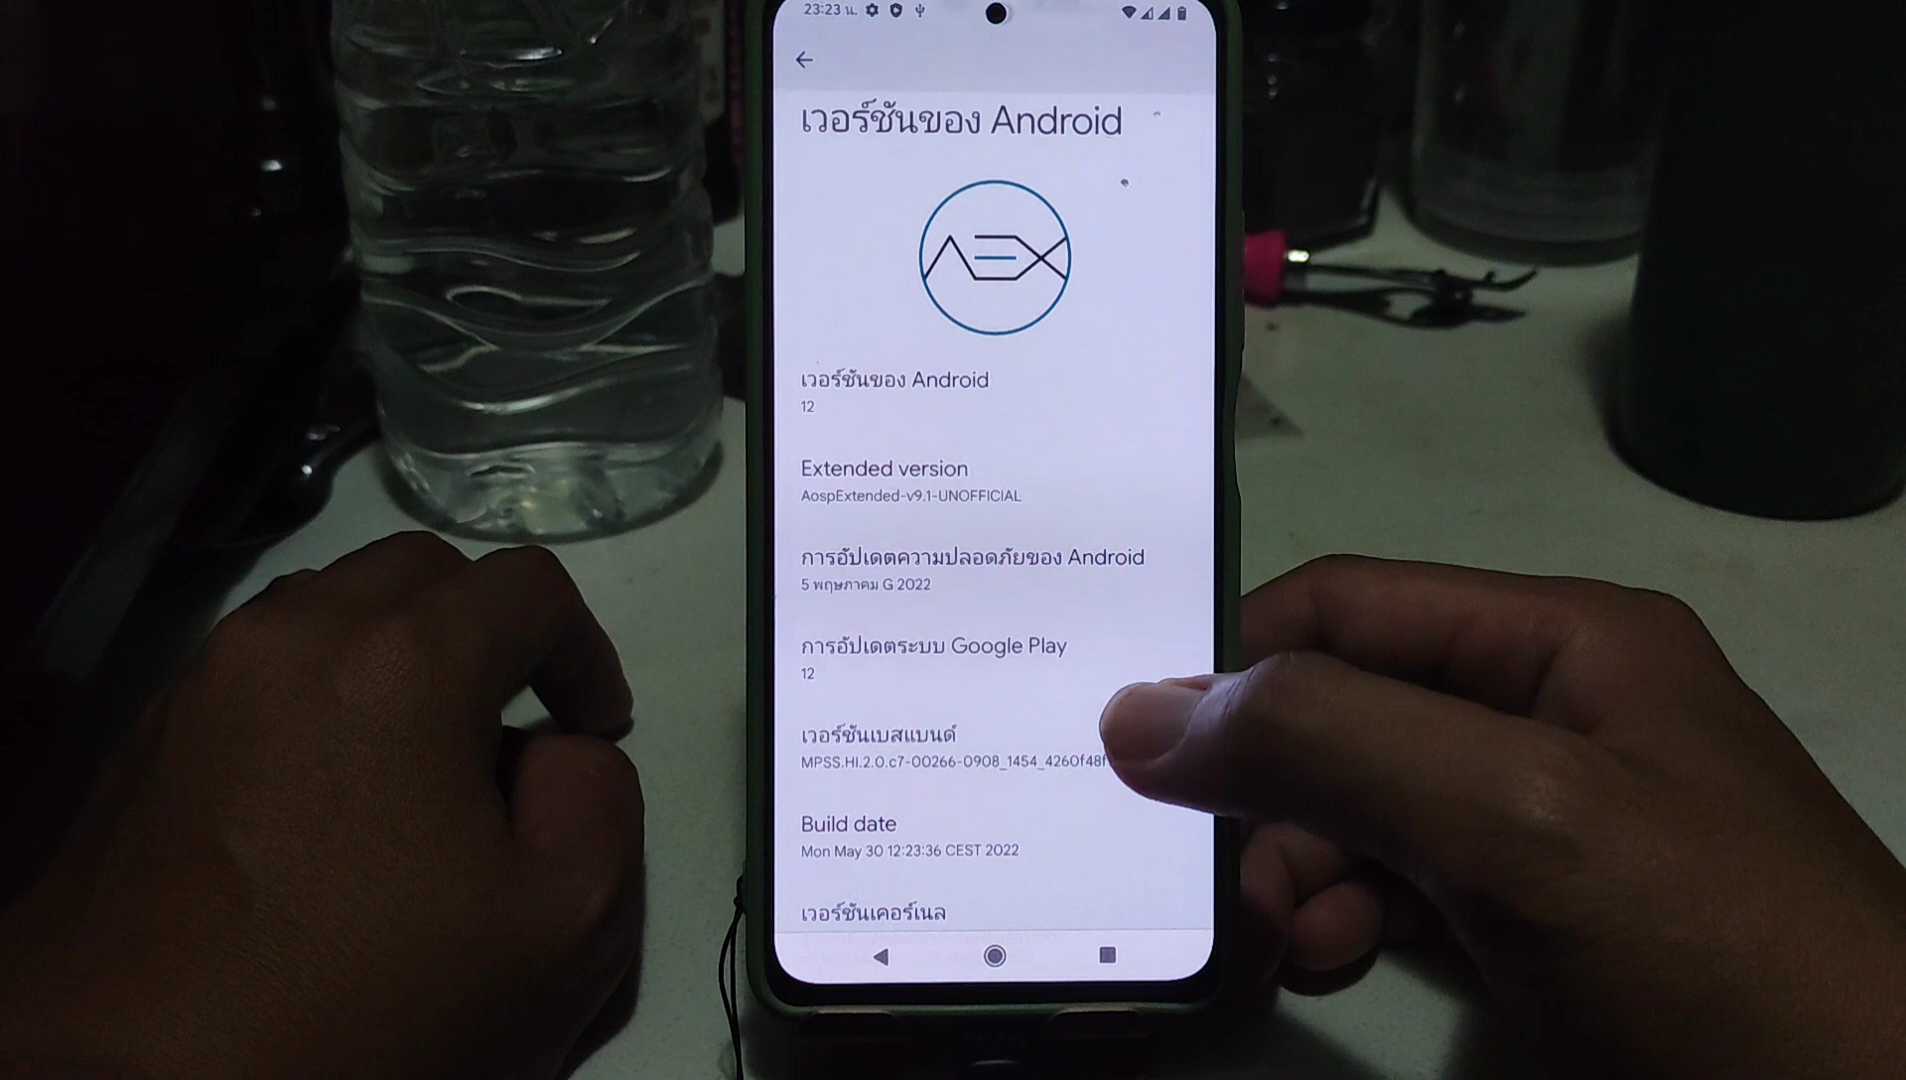 23:23 น.
เวอร์ชันของ Android
AEX
เวอร์ชันของ Android
12
Extended version
AospExtended-v9.1-UNOFFICIAL
การอัปเดตความปลอดภัยของ Android
5 พฤษภาคม G 2022
การอัปเดตระบบ Google Play
12
เวอร์ชันเบสแบนด์
MPSS.HI.2.0.c7-00266-0908_1454_4260f48f
Build date
Mon May 30 12:23:36 CEST 2022
เวอร์ชันเคอร์เนล